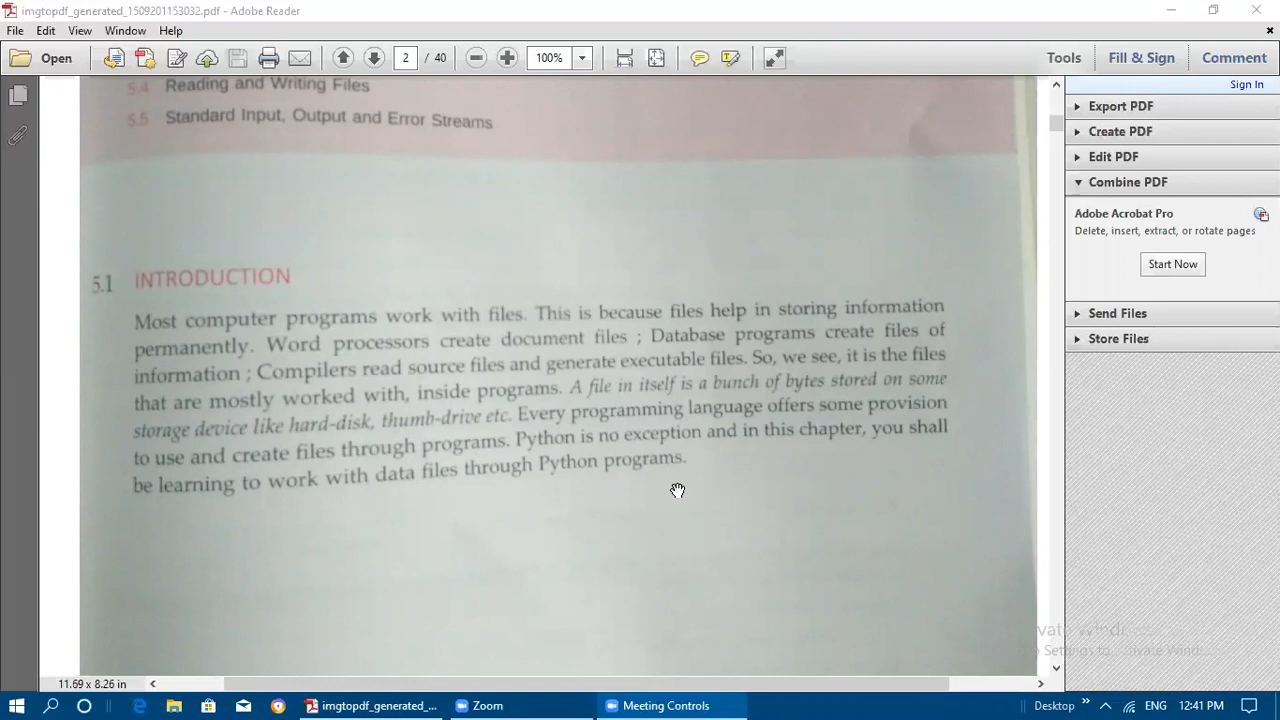 imgtopdf_generated_1509201153032.pdf - Adobe Reader
File Edit View Window Help
Open 2 / 40 100% Tools Fill & Sign Comment
Sign In
5.4 Reading and Writing Files
5.5 Standard Input, Output and Error Streams
Export PDF
Create PDF
Edit PDF
Combine PDF
Adobe Acrobat Pro
Delete, insert, extract, or rotate pages
Start Now
Send Files
Store Files
5.1 INTRODUCTION
Most computer programs work with files. This is because files help in storing information
permanently. Word processors create document files ; Database programs create files of
information ; Compilers read source files and generate executable files. So, we see, it is the files
that are mostly worked with, inside programs. A file in itself is a bunch of bytes stored on some
storage device like hard-disk, thumb-drive etc. Every programming language offers some provision
to use and create files through programs. Python is no exception and in this chapter, you shall
be learning to work with data files through Python programs.
11.69 x 8.26 in
imgtopdf_generated_... Zoom Meeting Controls Desktop » ENG 12:41 PM